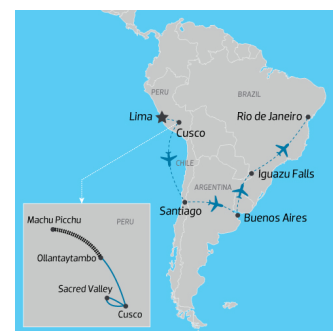 PERU
BRAZIL
Lima
Rio de Janeiro
Cusco
CHILE
Iguazu Falls
ARGENTINA
Santiago
Buenos Aires
Machu Picchu
PERU
Ollantaytambo
Sacred Valley
Cusco